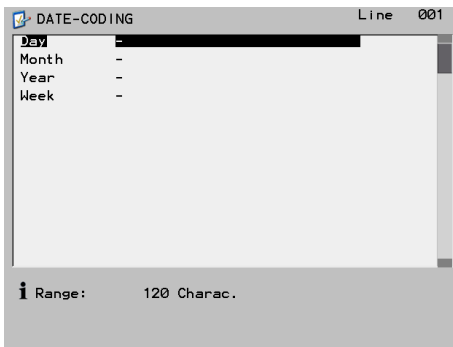 DATE-CODING Line 001
Day -
Month -
Year -
Week -
i Range: 120 Charac.